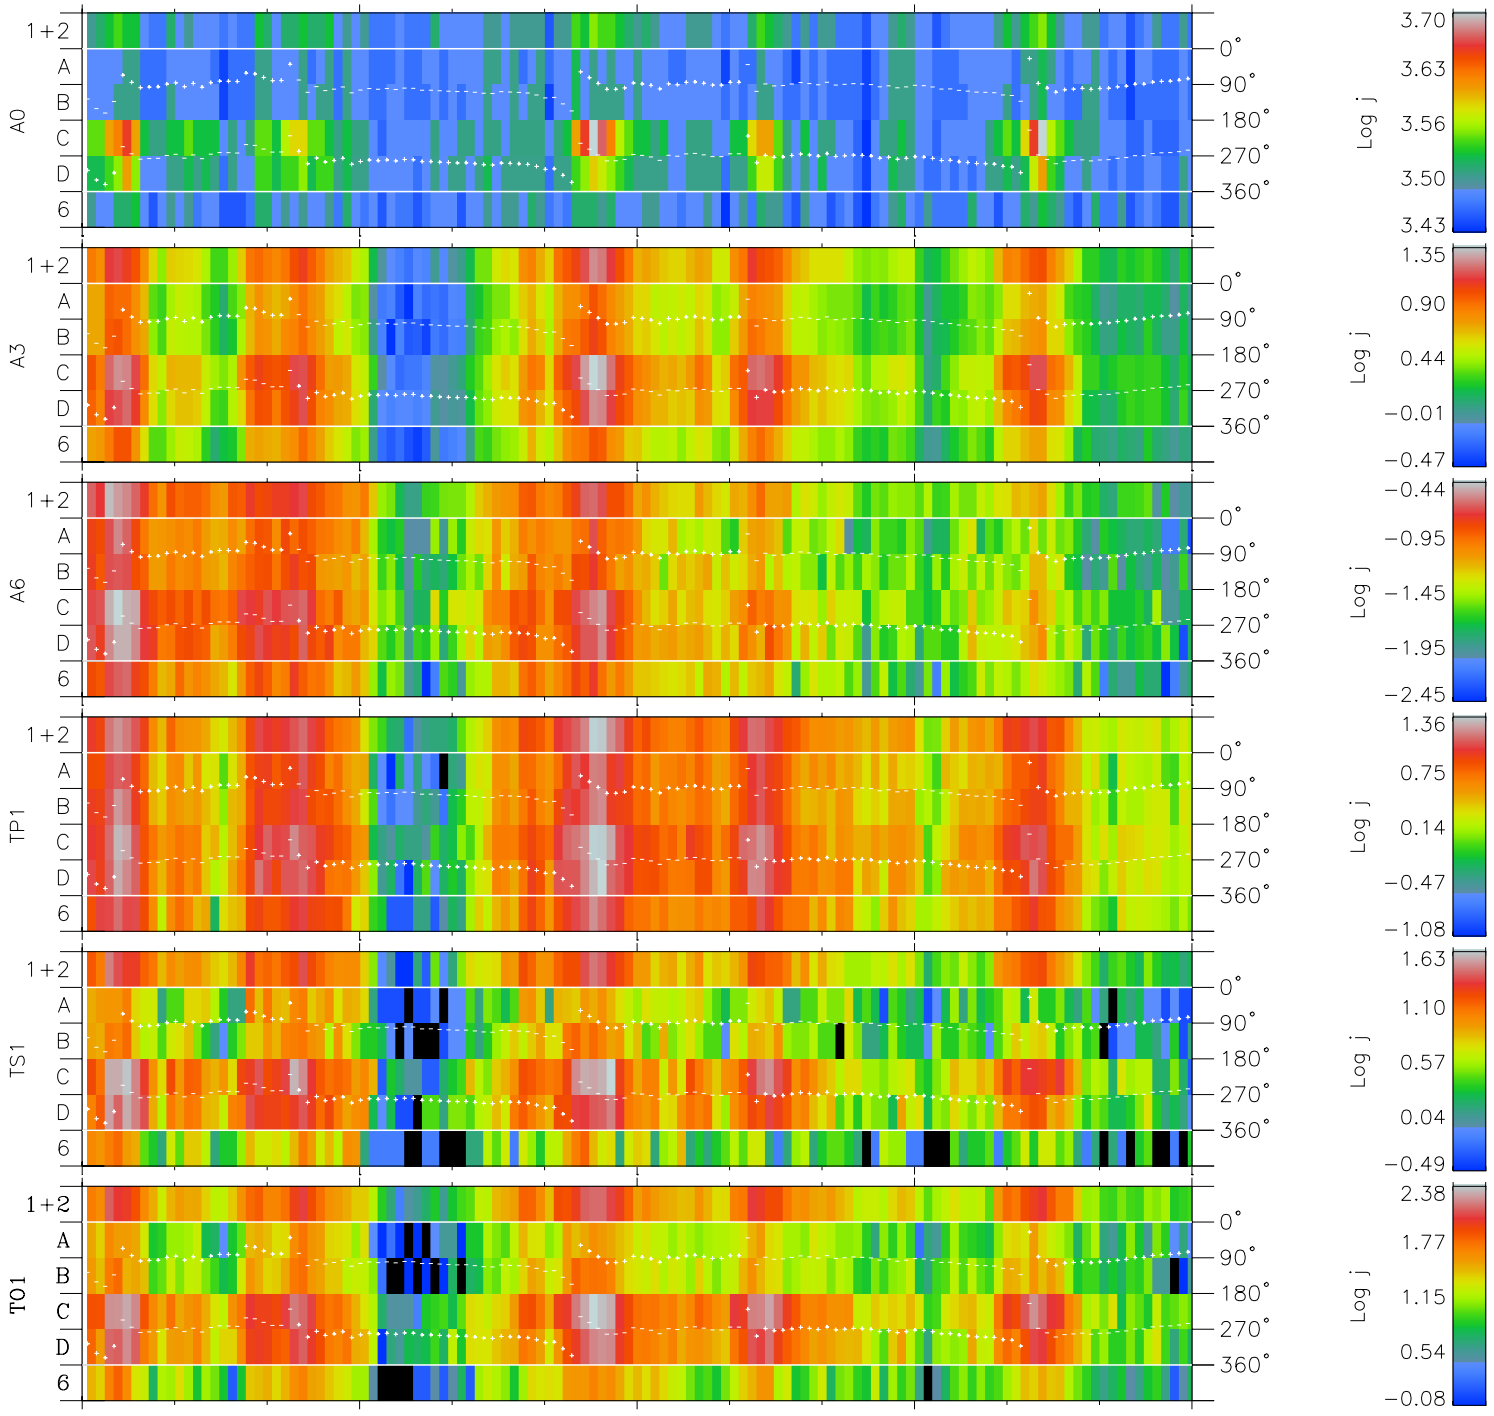 A0
1+2
A
B
C
D
6
0°
90°
180°
270°
360°
Log j
3.70
3.63
3.56
3.50
3.43
A3
1+2
A
B
C
D
6
0°
90°
180°
270°
360°
Log j
1.35
0.90
0.44
−0.01
−0.47
A6
1+2
A
B
C
D
6
0°
90°
180°
270°
360°
Log j
−0.44
−0.95
−1.45
−1.95
−2.45
TP1
1+2
A
B
C
D
6
0°
90°
180°
270°
360°
Log j
1.36
0.75
0.14
−0.47
−1.08
TS1
1+2
A
B
C
D
6
0°
90°
180°
270°
360°
Log j
1.63
1.10
0.57
0.04
−0.49
TO1
1+2
A
B
C
D
6
0°
90°
180°
270°
360°
Log j
2.38
1.77
1.15
0.54
−0.08